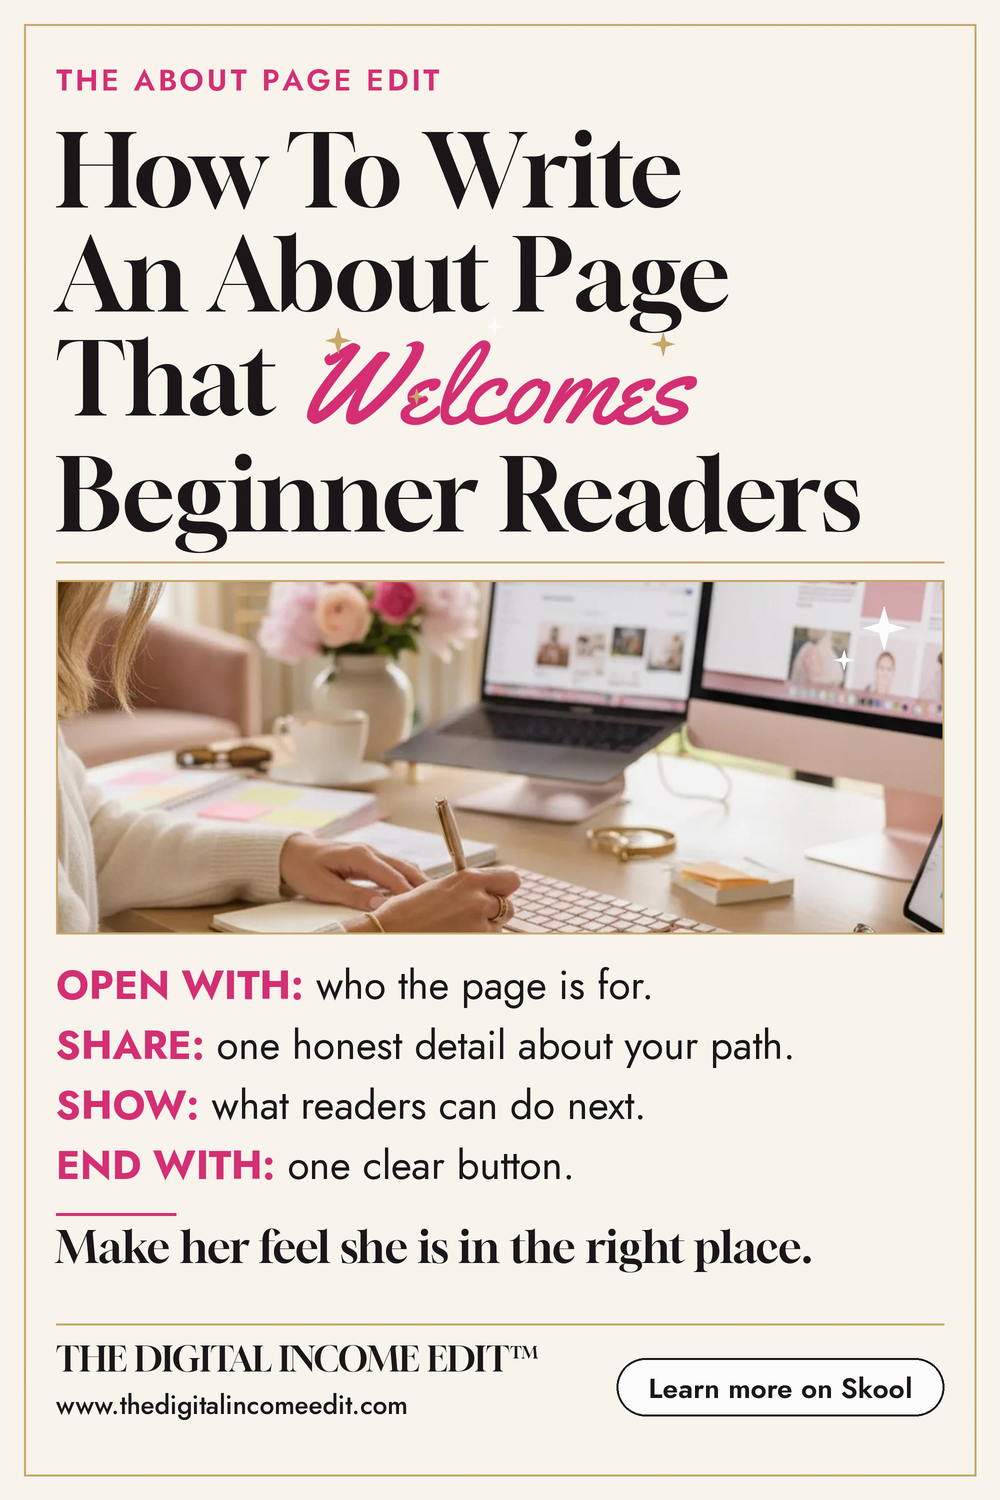 THE ABOUT PAGE EDIT
How To Write
An About Page
That Welcomes
Beginner Readers
OPEN WITH: who the page is for.
SHARE: one honest detail about your path.
SHOW: what readers can do next.
END WITH: one clear button.
Make her feel she is in the right place.
THE DIGITAL INCOME EDIT™
www.thedigitalincomeedit.com
Learn more on Skool